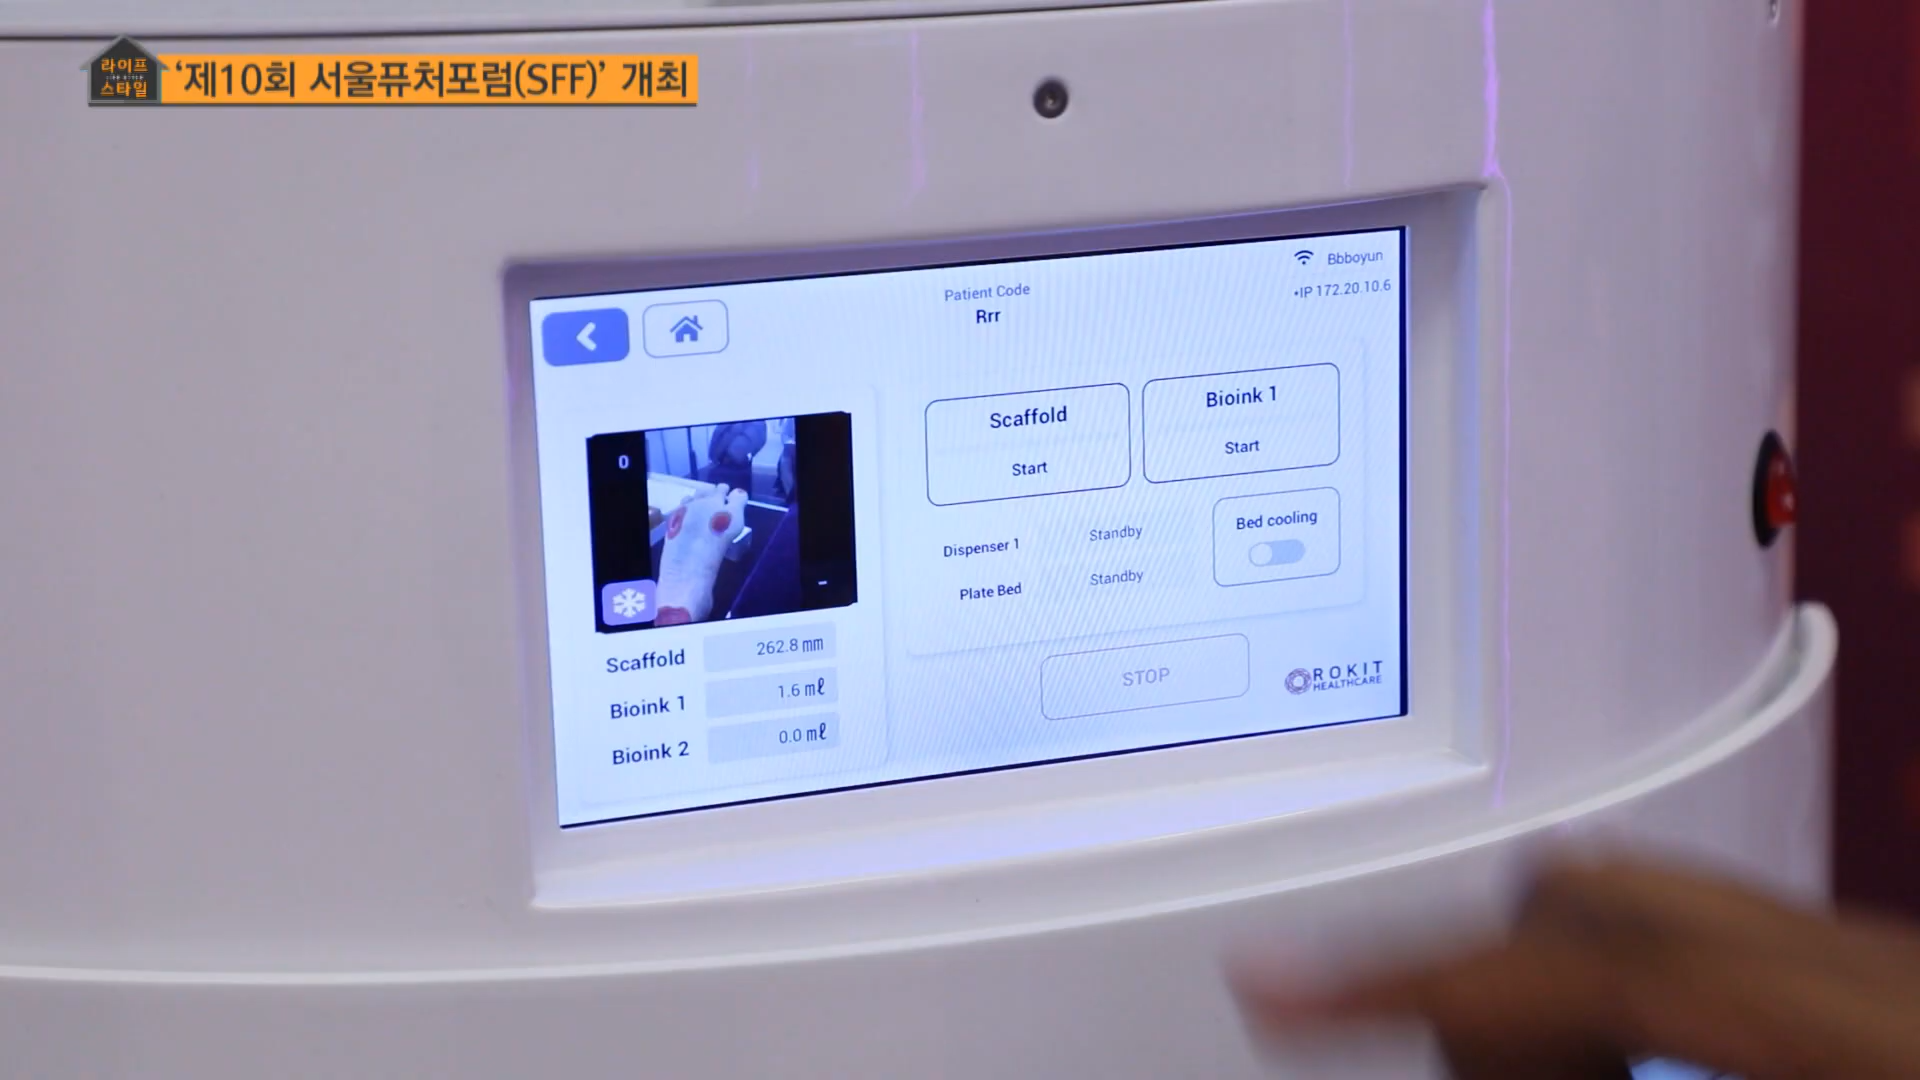 라이프
LIFE STYLE
스타일
‘제10회 서울퓨처포럼(SFF)’ 개최
Bbboyun
•IP 172.20.10.6
Patient Code
Rrr
Scaffold
Start
Bioink 1
Start
0
Dispenser 1 Standby
Plate Bed Standby
Bed cooling
-
Scaffold 262.8 mm
Bioink 1 1.6 mℓ
Bioink 2 0.0 mℓ
STOP
ROKIT
HEALTHCARE